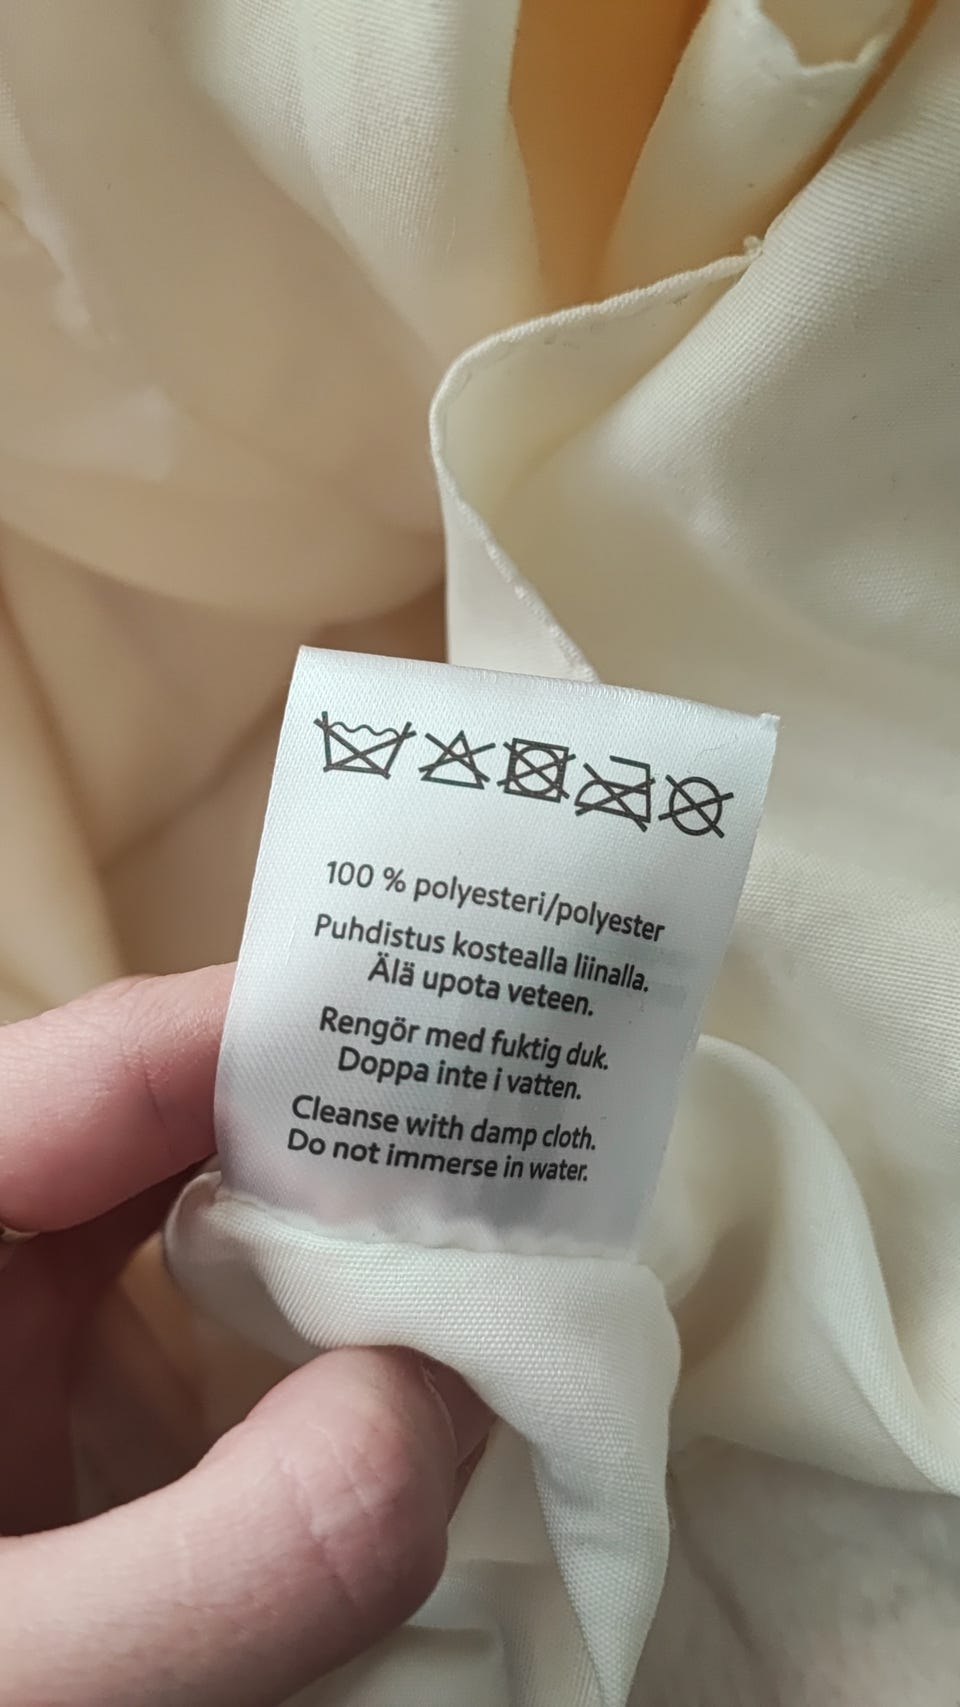 100 % polyesteri/polyester
Puhdistus kostealla liinalla.
Älä upota veteen.
Rengör med fuktig duk.
Doppa inte i vatten.
Cleanse with damp cloth.
Do not immerse in water.